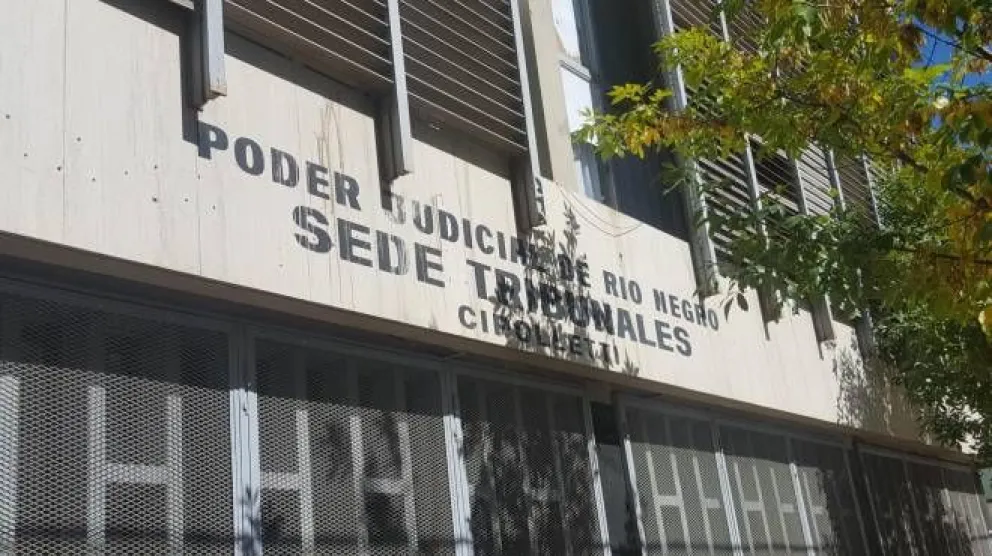 PODER JUDICIAL DE RIO NEGRO
SEDE TRIBUNALES
CIPOLLETTI